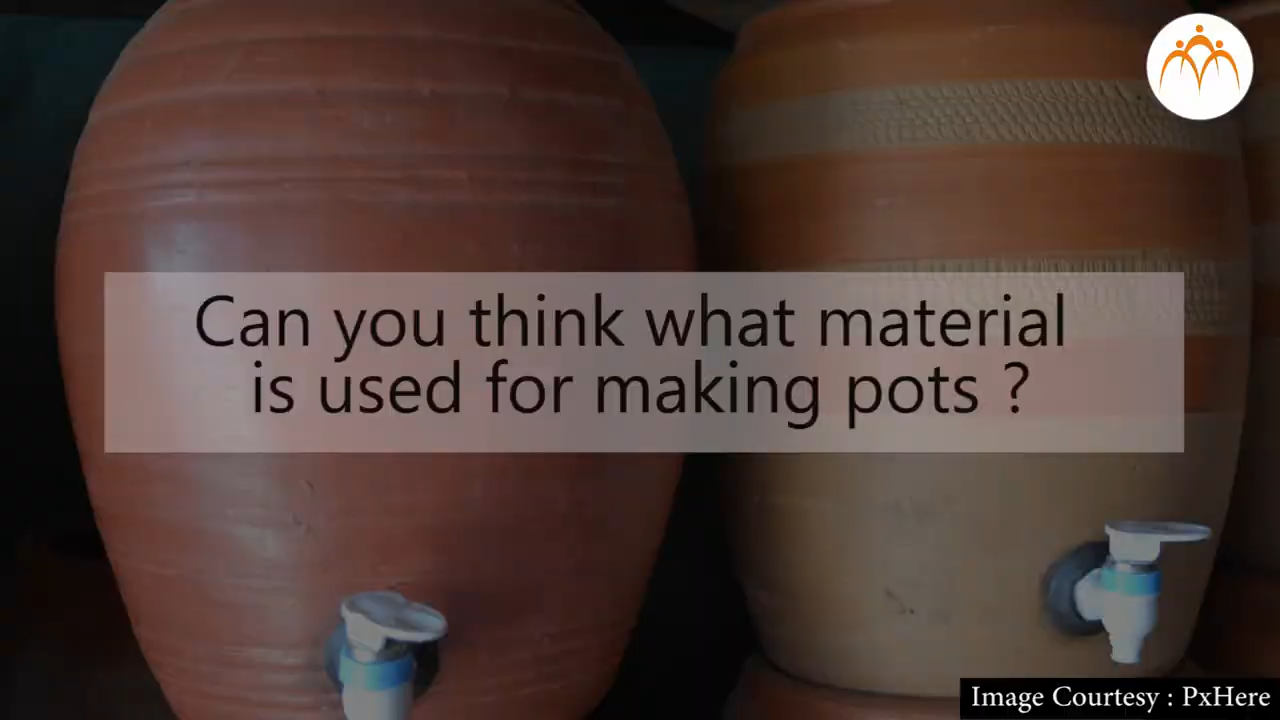 Can you think what material
is used for making pots ?
Image Courtesy : PxHere